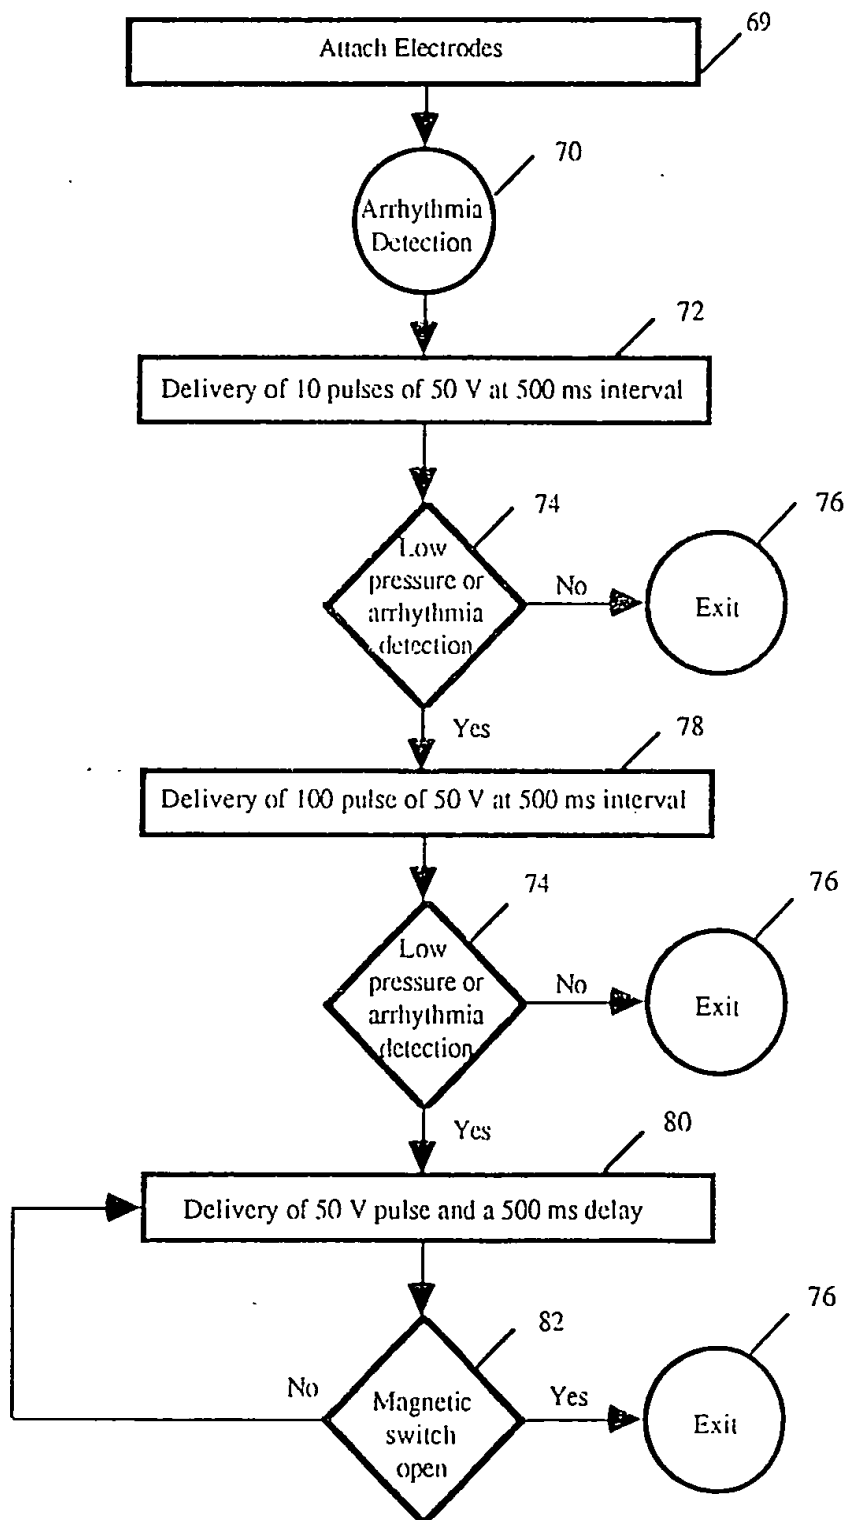 Attach Electrodes
69
70
Arrhythmia
Detection
72
Delivery of 10 pulses of 50 V at 500 ms interval
74
76
Low
pressure or
arrhythmia
detection
No
Exit
Yes
78
Delivery of 100 pulse of 50 V at 500 ms interval
74
76
Low
pressure or
arrhythmia
detection
No
Exit
Yes
80
Delivery of 50 V pulse and a 500 ms delay
76
82
No
Magnetic
switch
open
Yes
Exit